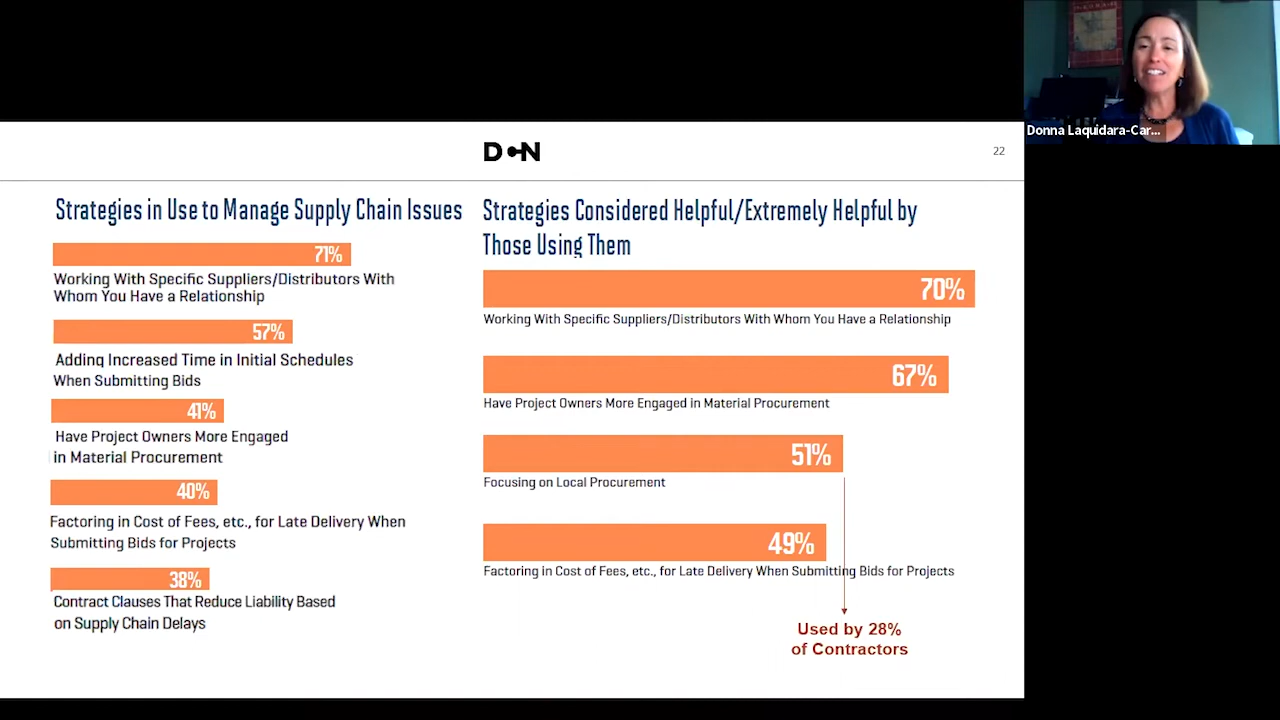 Donna Laquidara-Car...
D N
22
Strategies in Use to Manage Supply Chain Issues
71%
Working With Specific Suppliers/Distributors With
Whom You Have a Relationship
57%
Adding Increased Time in Initial Schedules
When Submitting Bids
41%
Have Project Owners More Engaged
in Material Procurement
40%
Factoring in Cost of Fees, etc., for Late Delivery When
Submitting Bids for Projects
38%
Contract Clauses That Reduce Liability Based
on Supply Chain Delays
Strategies Considered Helpful/Extremely Helpful by
Those Using Them
70%
Working With Specific Suppliers/Distributors With Whom You Have a Relationship
67%
Have Project Owners More Engaged in Material Procurement
51%
Focusing on Local Procurement
49%
Factoring in Cost of Fees, etc., for Late Delivery When Submitting Bids for Projects
Used by 28%
of Contractors